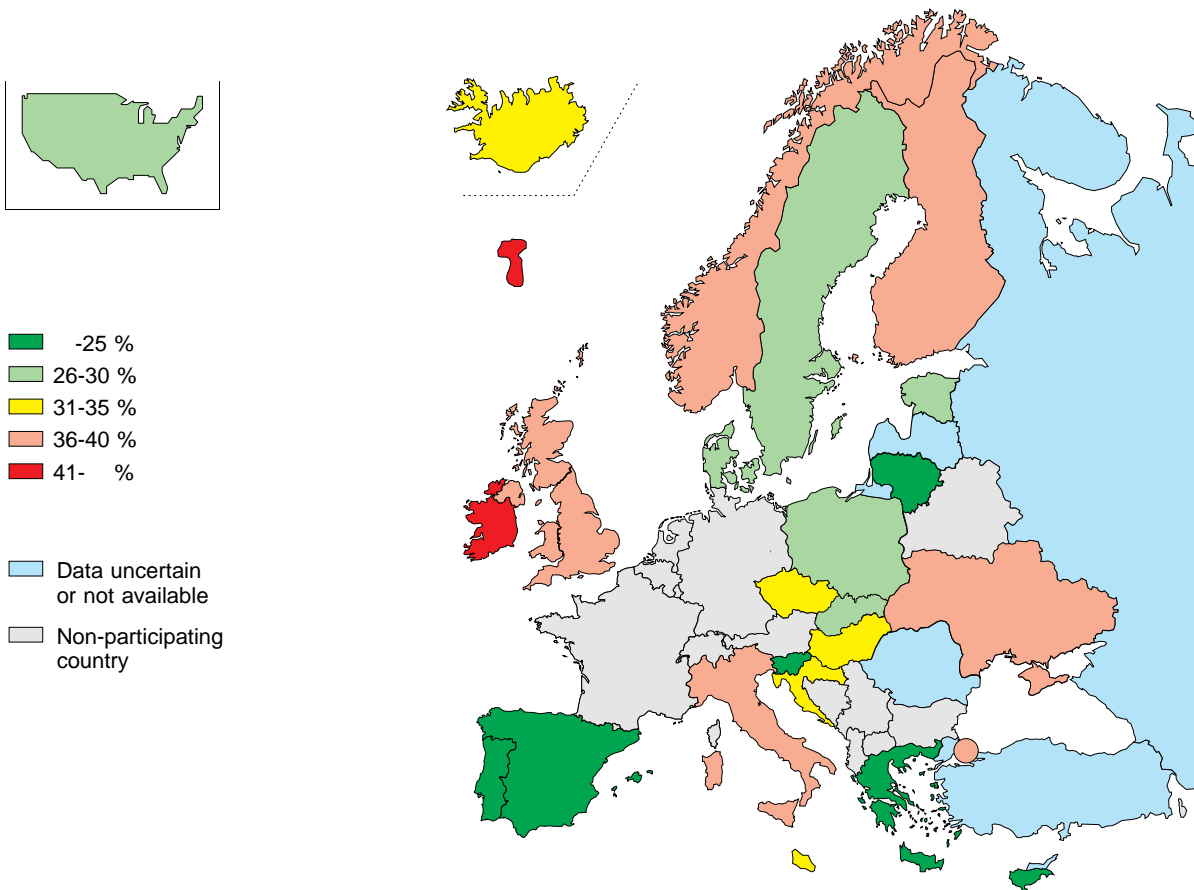 -25 %
26-30 %
31-35 %
36-40 %
41- %
Data uncertain
or not available
Non-participating
country